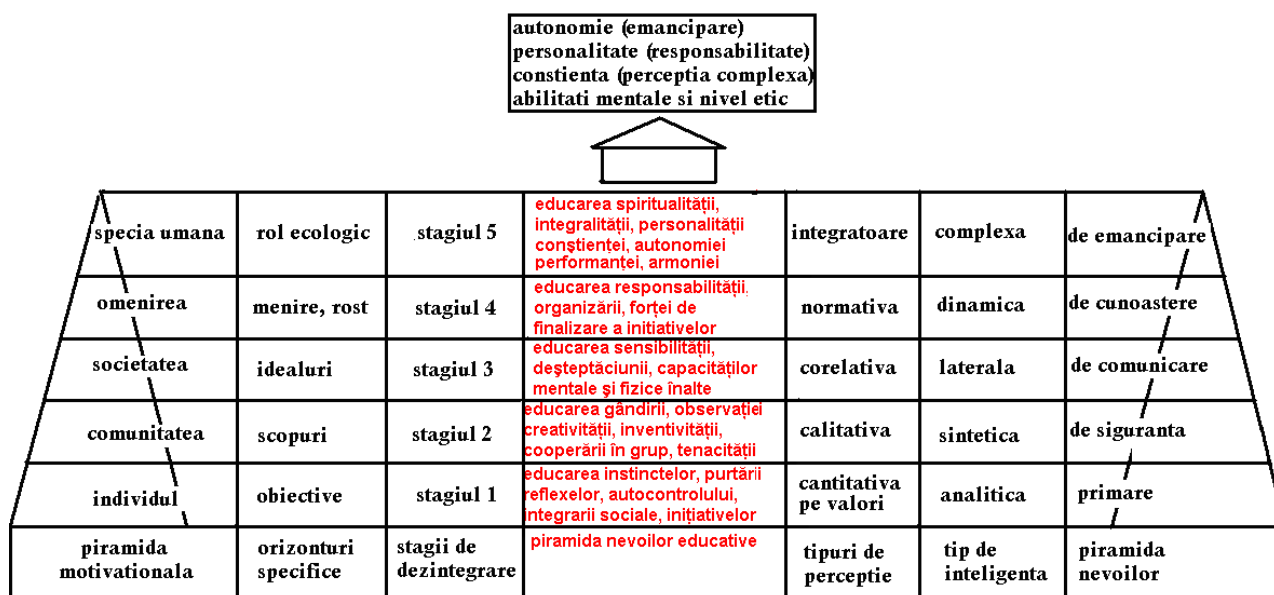 autonomie (emancipare)
personalitate (responsabilitate)
constienta (perceptia complexa)
abilitati mentale si nivel etic
specia umana
rol ecologic
stagiul 5
educarea spiritualității,
integralității, personalității
conștienței, autonomiei
performanței, armoniei
integratoare
complexa
de emancipare
omenirea
menire, rost
stagiul 4
educarea responsabilității,
organizării, forței de
finalizare a initiativelor
normativa
dinamica
de cunoastere
societatea
idealuri
stagiul 3
educarea sensibilității,
deșteptăciunii, capacităților
mentale și fizice înalte
corelativa
laterala
de comunicare
comunitatea
scopuri
stagiul 2
educarea gândirii, observației
creativității, inventivității,
cooperării în grup, tenacității
calitativa
sintetica
de siguranta
individul
obiective
stagiul 1
educarea instinctelor, purtării
reflexelor, autocontrolului,
integrarii sociale, inițiativelor
cantitativa
pe valori
analitica
primare
piramida
motivationala
orizonturi
specifice
stagii de
dezintegrare
piramida nevoilor educative
tipuri de
perceptie
tip de
inteligenta
piramida
nevoilor